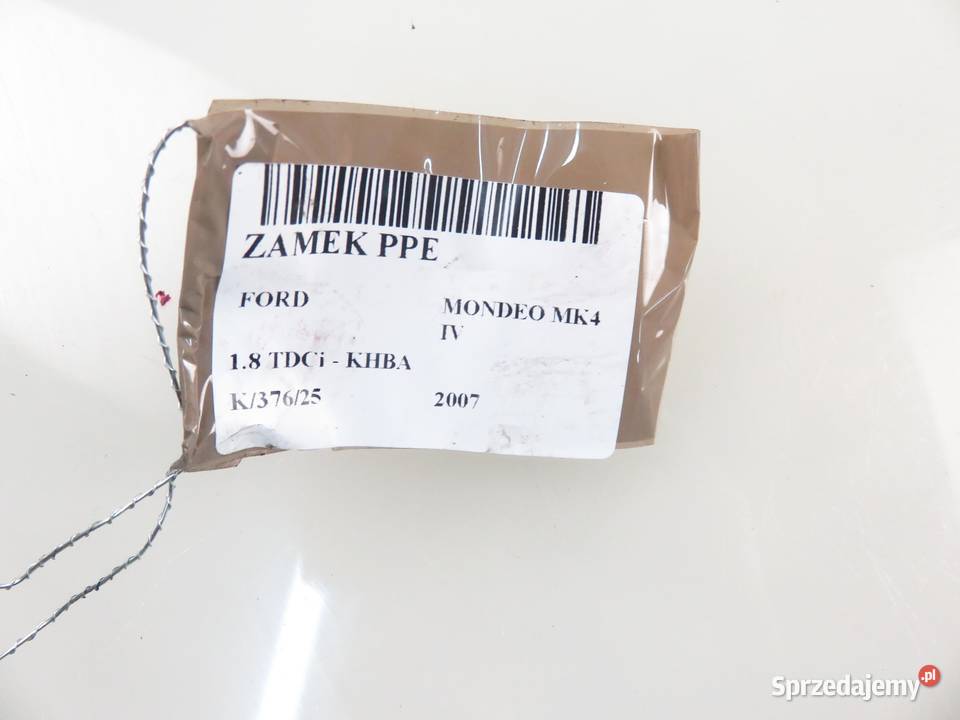 ZAMEK PPE
FORD
MONDEO MK4
IV
1.8 TDCi - KHBA
K/376/25
2007
Sprzedajemy.pl